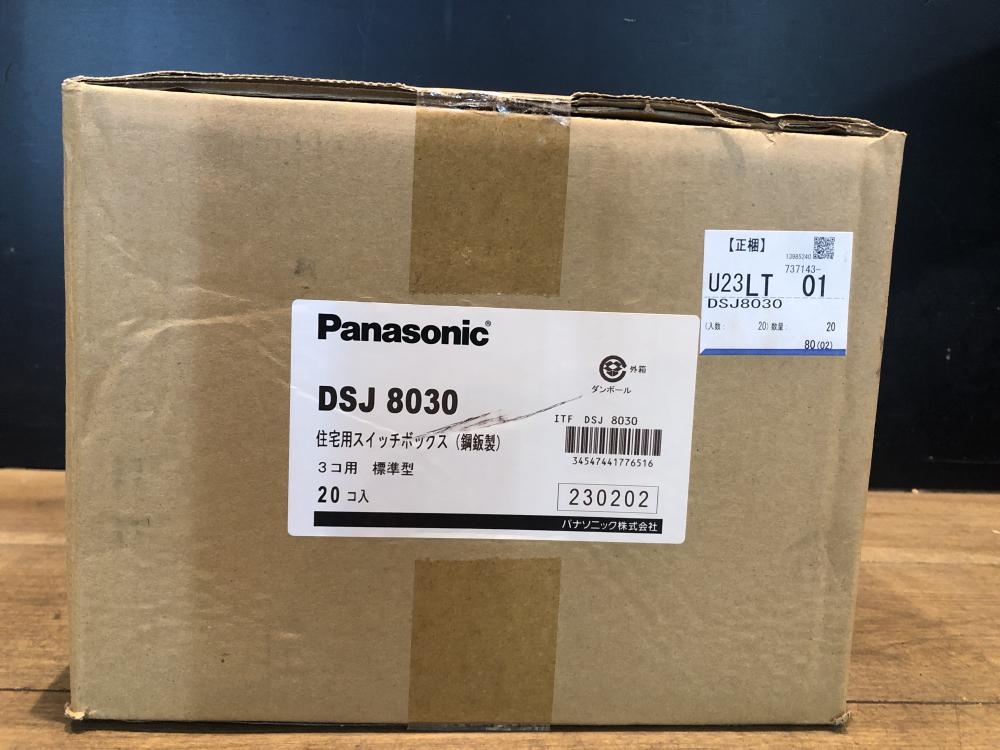 【正梱】
13985240
737143-
U23LT 01
DSJ8030
(入数: 20) 数量: 20
80(02)
Panasonic®
外箱
ダンボール
DSJ 8030
ITF DSJ 8030
住宅用スイッチボックス(鋼鈑製)
34547441776516
3コ用 標準型
20コ入
230202
パナソニック株式会社